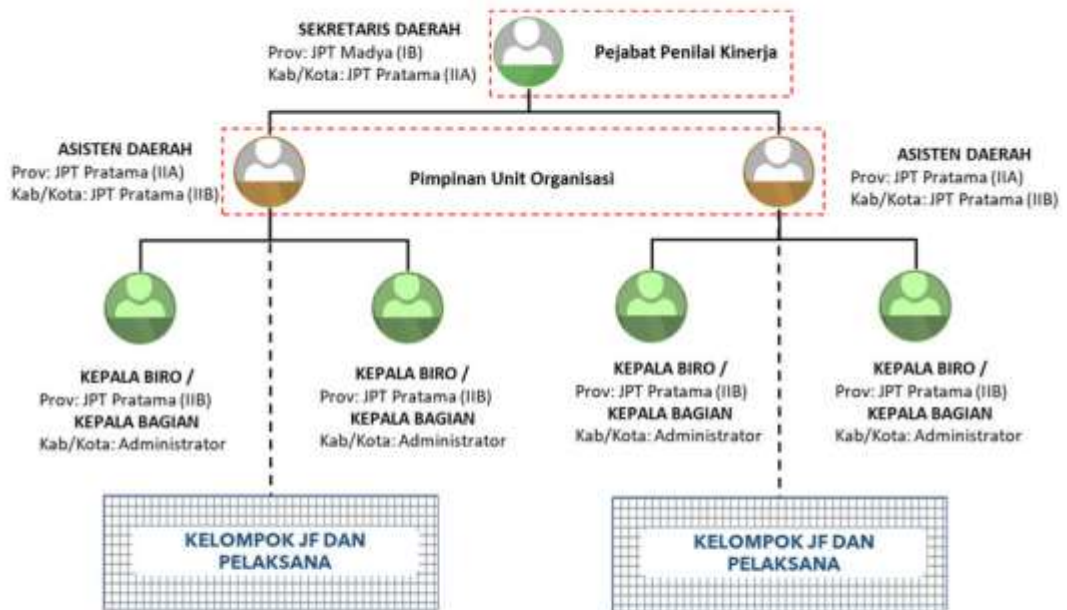 SEKRETARIS DAERAH
Prov: JPT Madya (IB)
Kab/Kota: JPT Pratama (IIA)
Pejabat Penilai Kinerja
ASISTEN DAERAH
Prov: JPT Pratama (IIA)
Kab/Kota: JPT Pratama (IIB)
Pimpinan Unit Organisasi
ASISTEN DAERAH
Prov: JPT Pratama (IIA)
Kab/Kota: JPT Pratama (IIB)
KEPALA BIRO /
Prov: JPT Pratama (IIB)
KEPALA BAGIAN
Kab/Kota: Administrator
KEPALA BIRO /
Prov: JPT Pratama (IIB)
KEPALA BAGIAN
Kab/Kota: Administrator
KEPALA BIRO /
Prov: JPT Pratama (IIB)
KEPALA BAGIAN
Kab/Kota: Administrator
KEPALA BIRO /
Prov: JPT Pratama (IIB)
KEPALA BAGIAN
Kab/Kota: Administrator
KELOMPOK JF DAN
PELAKSANA
KELOMPOK JF DAN
PELAKSANA